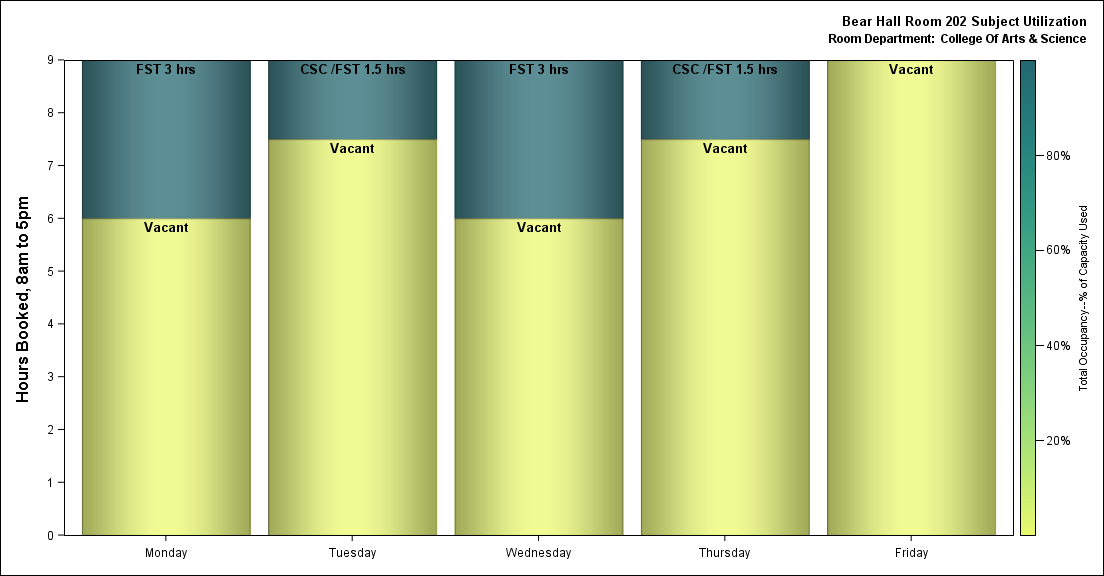 Bear Hall Room 202 Subject Utilization
Room Department: College Of Arts & Science
Hours Booked, 8am to 5pm
9
8
7
6
5
4
3
2
1
0
FST 3 hrs
Vacant
CSC /FST 1.5 hrs
Vacant
FST 3 hrs
Vacant
CSC /FST 1.5 hrs
Vacant
Vacant
Monday
Tuesday
Wednesday
Thursday
Friday
80%
60%
40%
20%
Total Occupancy--% of Capacity Used